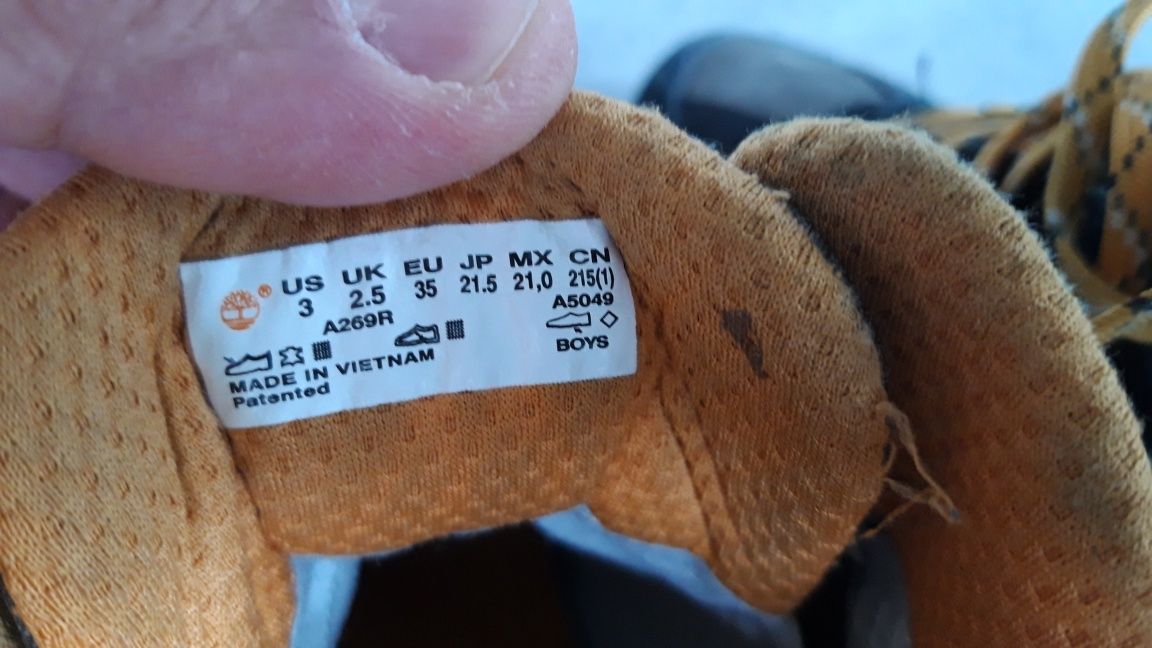 ® US UK EU JP MX CN
3 2.5 35 21.5 21,0 215(1)
A269R A5049
BOYS
MADE IN VIETNAM
Patented